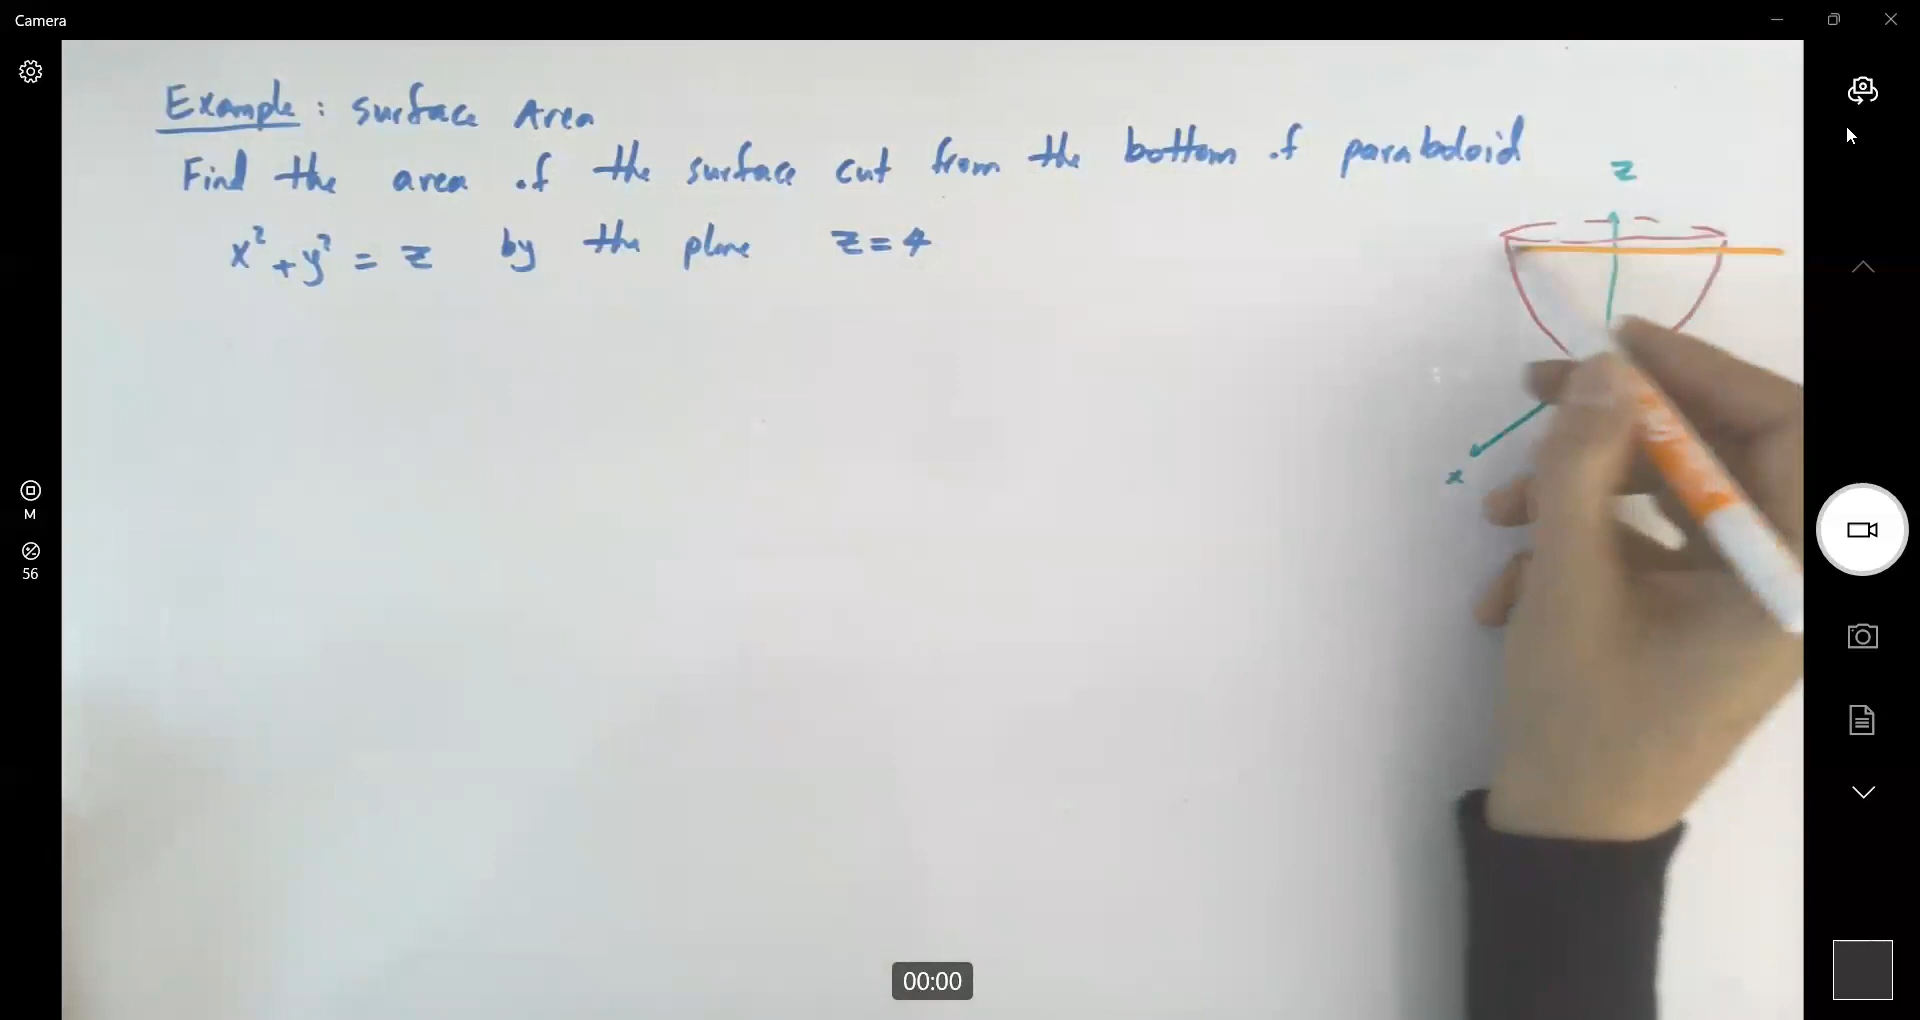 Camera
Example: Surface Area
Find the area of the surface cut from the bottom of paraboloid
x² + y² = z by the plane z = 4
z
x
M
56
00:00